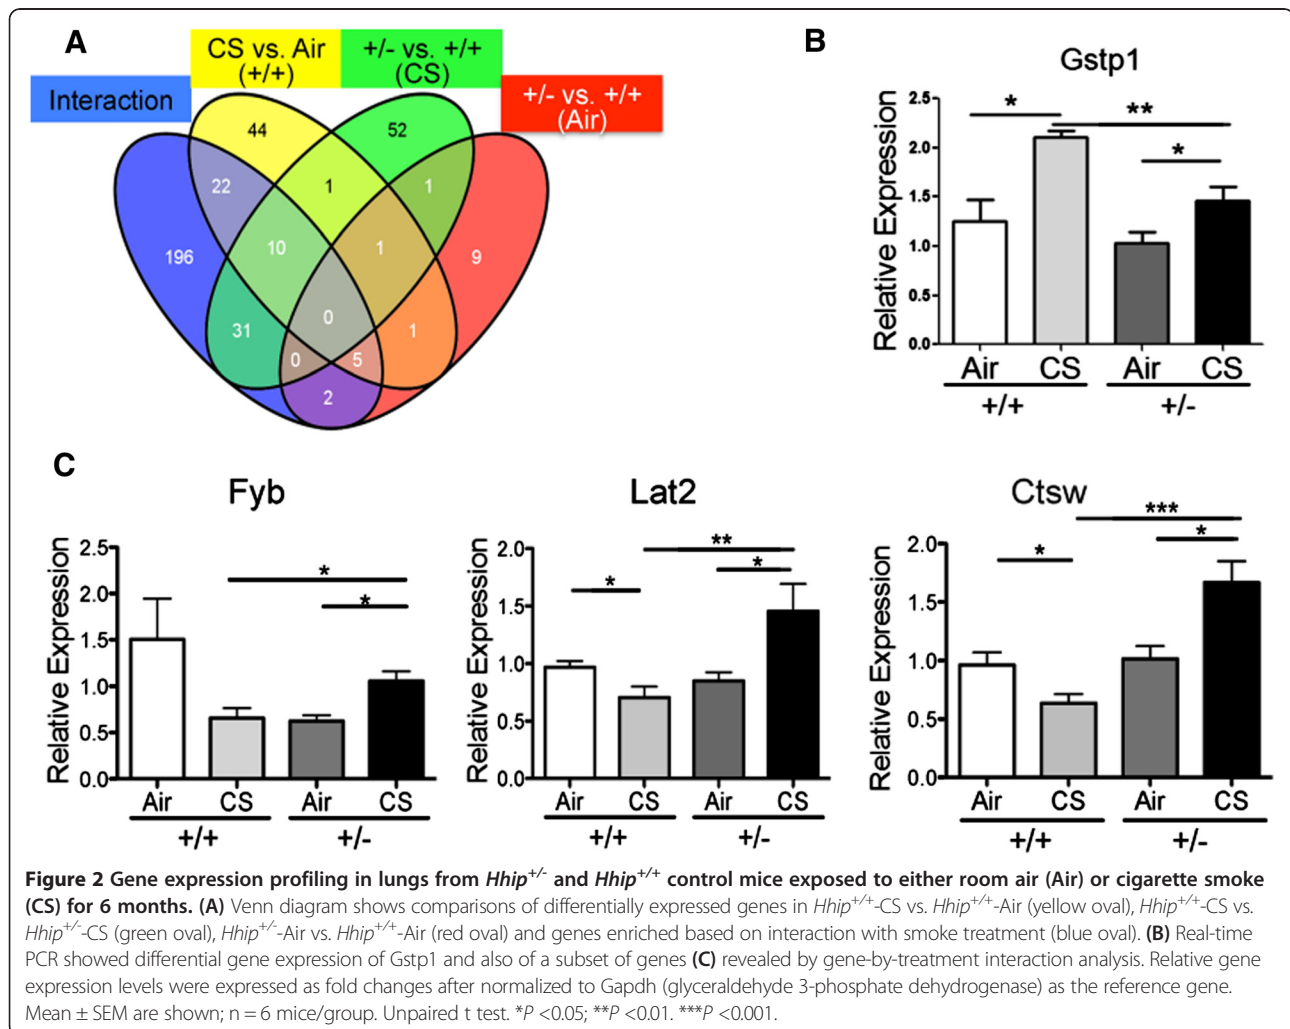 A
CS vs. Air
(+/+)
+/- vs. +/+
(CS)
Interaction
+/- vs. +/+
(Air)
44
52
22
1
1
196
10
1
9
31
0
1
0
5
2
B
Gstp1
Relative Expression
2.5
2.0
1.5
1.0
0.5
0.0
*
**
*
Air CS Air CS
+/+ +/-
C
Fyb
Relative Expression
2.5
2.0
1.5
1.0
0.5
0.0
*
*
Air CS Air CS
+/+ +/-
Lat2
Relative Expression
2.0
1.5
1.0
0.5
0.0
*
**
*
Air CS Air CS
+/+ +/-
Ctsw
Relative Expression
2.0
1.5
1.0
0.5
0.0
*
***
*
Air CS Air CS
+/+ +/-
Figure 2 Gene expression profiling in lungs from Hhip+/- and Hhip+/+ control mice exposed to either room air (Air) or cigarette smoke
(CS) for 6 months. (A) Venn diagram shows comparisons of differentially expressed genes in Hhip+/+-CS vs. Hhip+/+-Air (yellow oval), Hhip+/+-CS vs.
Hhip+/-CS (green oval), Hhip+/-Air vs. Hhip+/+-Air (red oval) and genes enriched based on interaction with smoke treatment (blue oval). (B) Real-time
PCR showed differential gene expression of Gstp1 and also of a subset of genes (C) revealed by gene-by-treatment interaction analysis. Relative gene
expression levels were expressed as fold changes after normalized to Gapdh (glyceraldehyde 3-phosphate dehydrogenase) as the reference gene.
Mean ± SEM are shown; n = 6 mice/group. Unpaired t test. *P <0.05; **P <0.01. ***P <0.001.